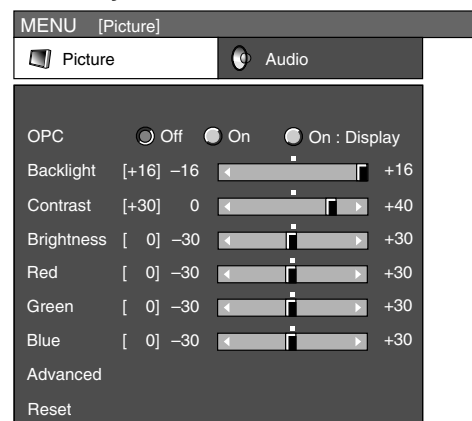 MENU [Picture]
Picture Audio
OPC Off On On : Display
Backlight [+16] –16 +16
Contrast [+30] 0 +40
Brightness [ 0] –30 +30
Red [ 0] –30 +30
Green [ 0] –30 +30
Blue [ 0] –30 +30
Advanced
Reset